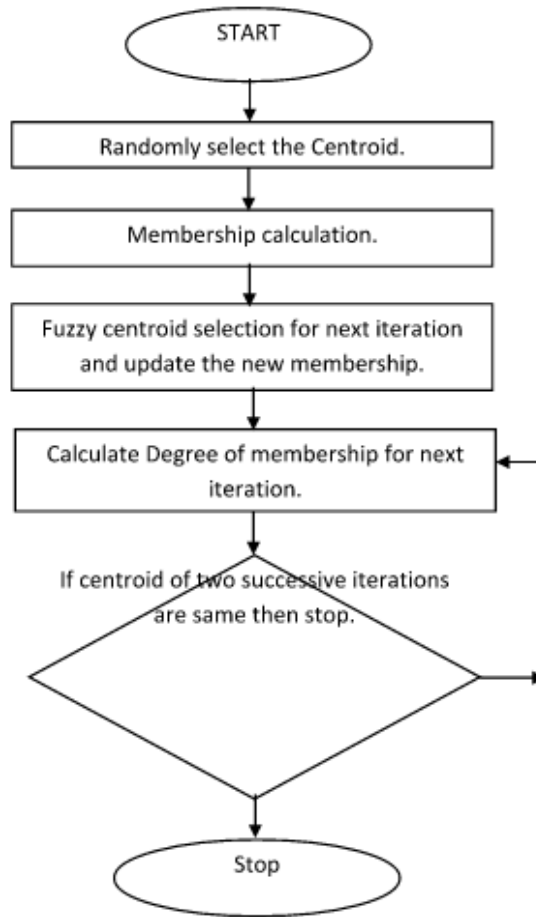 START
Randomly select the Centroid.
Membership calculation.
Fuzzy centroid selection for next iteration
and update the new membership.
Calculate Degree of membership for next
iteration.
If centroid of two successive iterations
are same then stop.
Stop